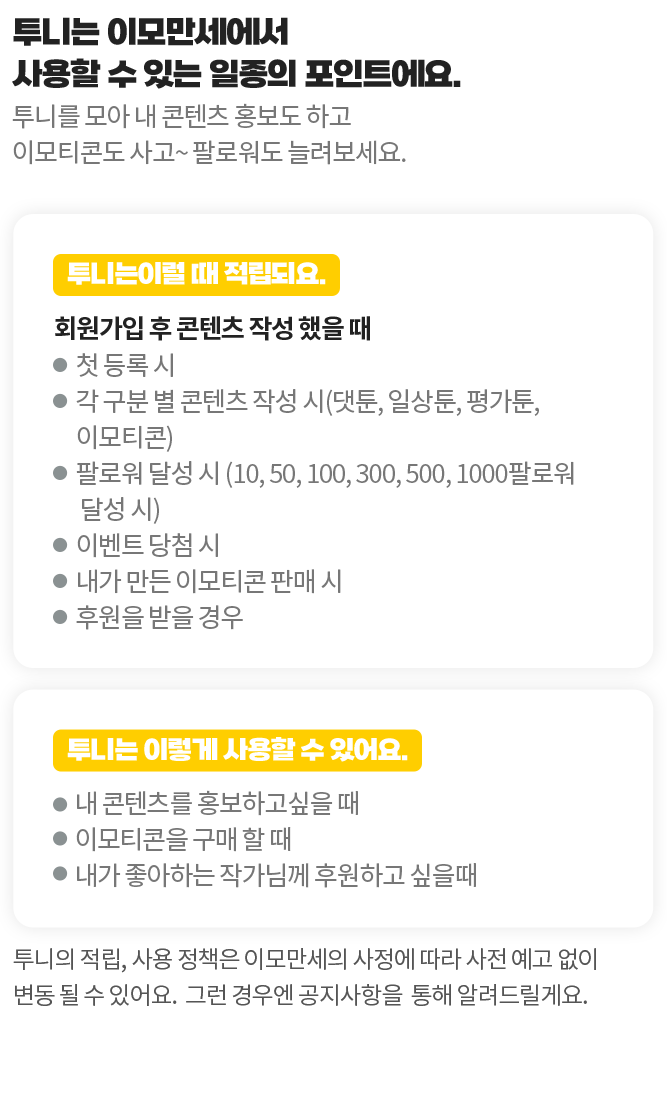 투니는 이모만세에서
사용할 수 있는 일종의 포인트에요.
투니를 모아 내 콘텐츠 홍보도 하고
이모티콘도 사고~ 팔로워도 늘려보세요.
투니는이럴 때 적립되요.
회원가입 후 콘텐츠 작성 했을 때
첫 등록 시
각 구분 별 콘텐츠 작성 시(댓툰, 일상툰, 평가툰,
이모티콘)
팔로워 달성 시 (10, 50, 100, 300, 500, 1000팔로워
달성 시)
이벤트 당첨 시
내가 만든 이모티콘 판매 시
후원을 받을 경우
투니는 이렇게 사용할 수 있어요.
내 콘텐츠를 홍보하고싶을 때
이모티콘을 구매 할 때
내가 좋아하는 작가님께 후원하고 싶을때
투니의 적립, 사용 정책은 이모만세의 사정에 따라 사전 예고 없이
변동 될 수 있어요. 그런 경우엔 공지사항을 통해 알려드릴게요.